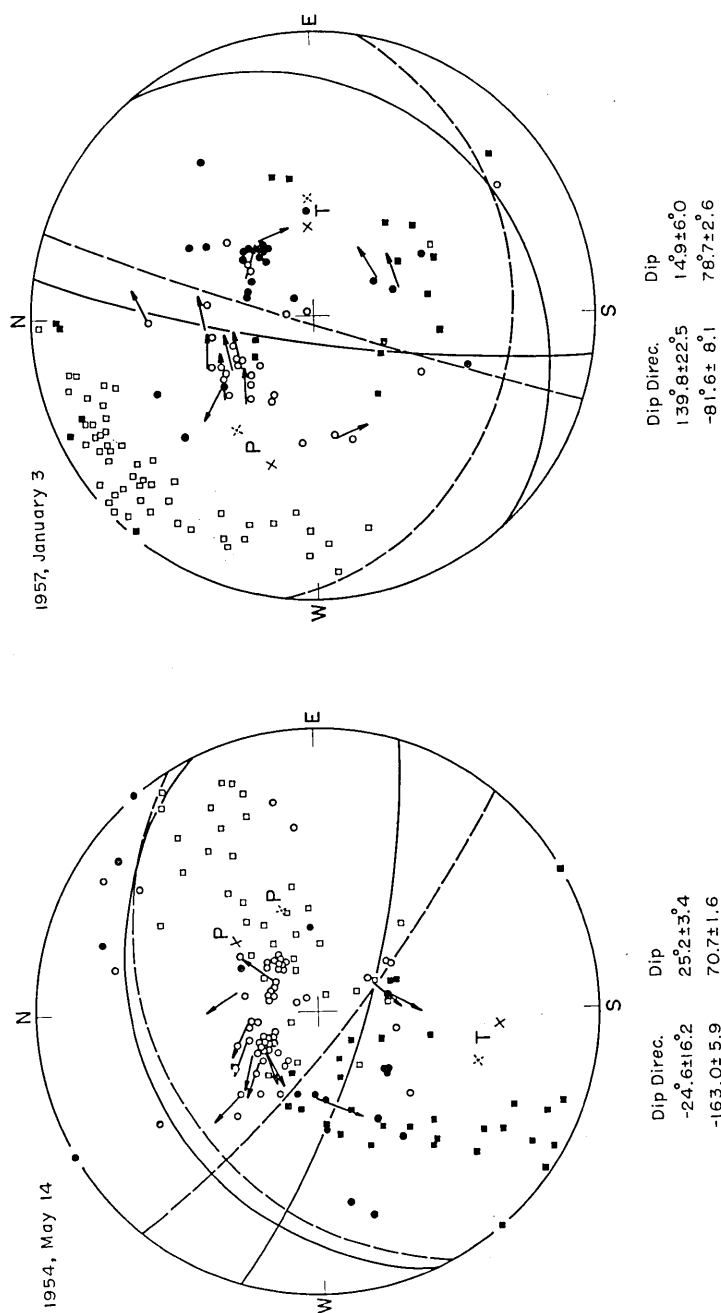 1954, May 14
N
E
S
W
P
P
T
Dip Direc. Dip
-24.°6±16.°2 25.°2±3.°4
-163.0±5.9 70.7±1.6
1957, January 3
N
E
S
W
P
T
Dip Direc. Dip
139.°8±22.°5 14.°9±6.°0
-81.6±8.1 78.7±2.6